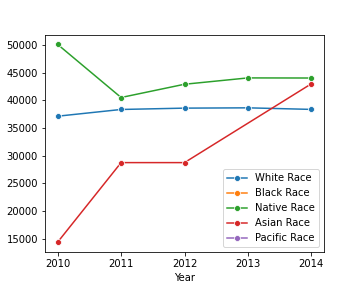 50000
45000
40000
35000
30000
25000
20000
15000
2010 2011 2012 2013 2014
Year
White Race
Black Race
Native Race
Asian Race
Pacific Race